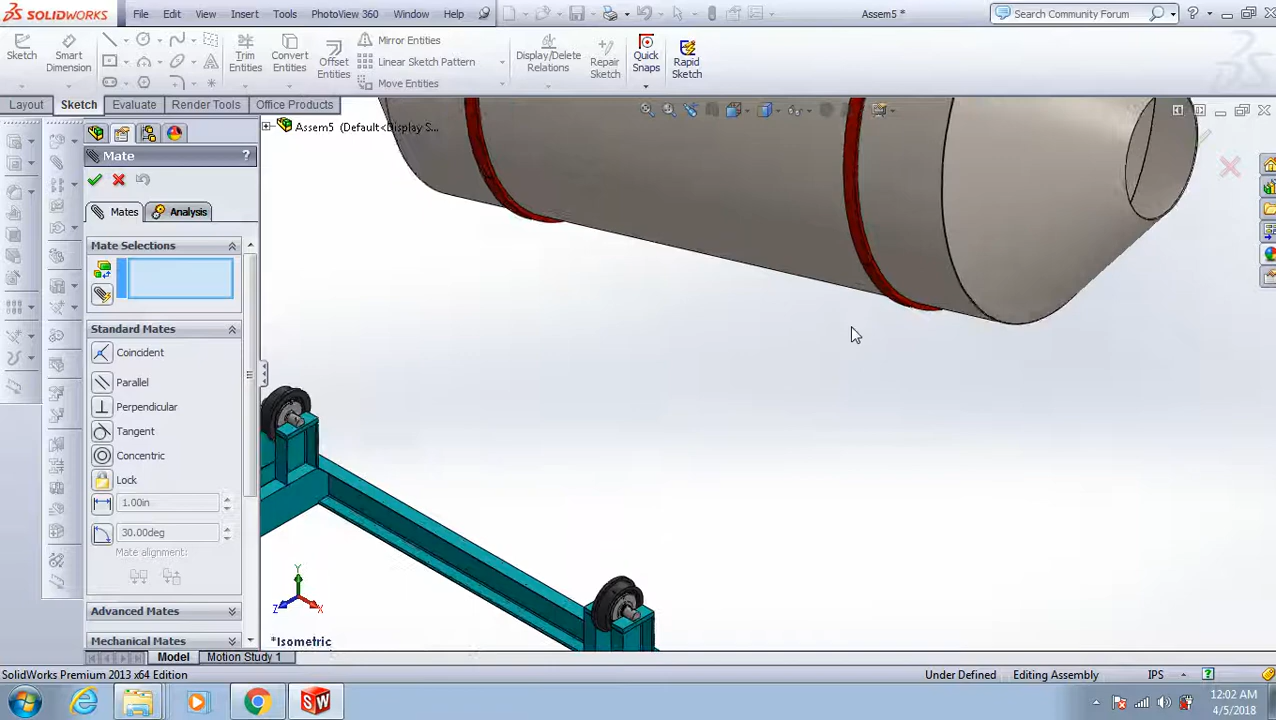 SOLIDWORKS File Edit View Insert Tools PhotoView 360 Window Help Assem5 * Search Community Forum
Sketch Smart Dimension Trim Entities Convert Entities Offset Entities Mirror Entities Linear Sketch Pattern Move Entities Display/Delete Relations Repair Sketch Quick Snaps Rapid Sketch
Layout Sketch Evaluate Render Tools Office Products
Assem5 (Default<Display S...
Mate ?
Mates Analysis
Mate Selections
Standard Mates
Coincident
Parallel
Perpendicular
Tangent
Concentric
Lock
1.00in
30.00deg
Mate alignment:
Advanced Mates
Mechanical Mates
Y
Z X
*Isometric
Model Motion Study 1
SolidWorks Premium 2013 x64 Edition Under Defined Editing Assembly IPS ?
12:02 AM
4/5/2018